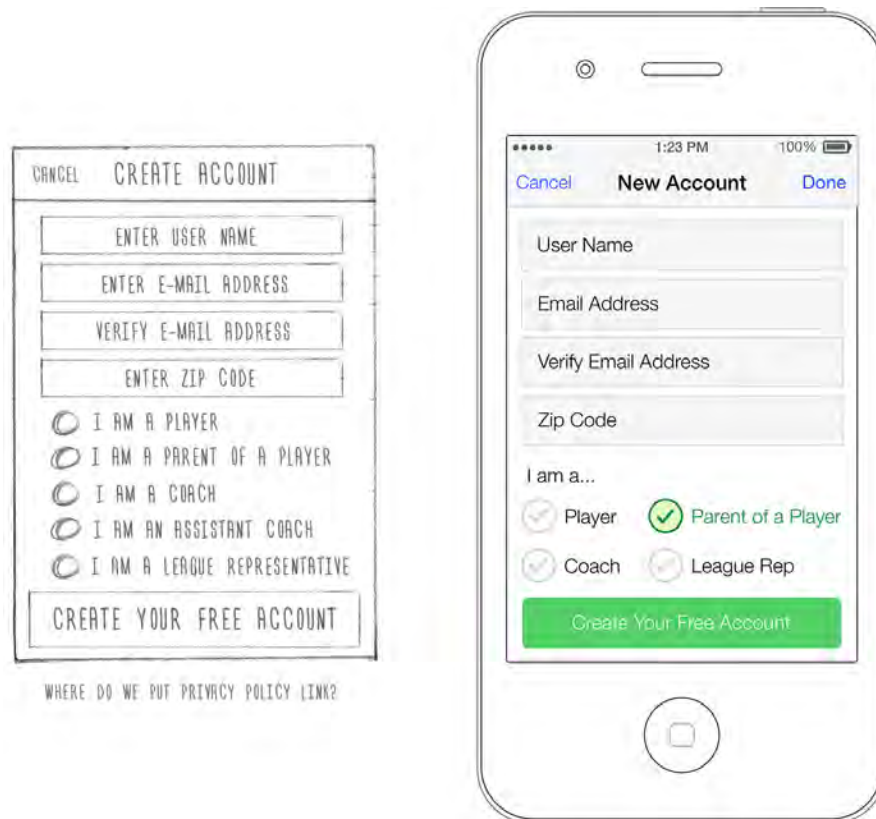 CANCEL CREATE ACCOUNT
ENTER USER NAME
ENTER E-MAIL ADDRESS
VERIFY E-MAIL ADDRESS
ENTER ZIP CODE
I AM A PLAYER
I AM A PARENT OF A PLAYER
I AM A COACH
I AM AN ASSISTANT COACH
I AM A LEAGUE REPRESENTATIVE
CREATE YOUR FREE ACCOUNT
WHERE DO WE PUT PRIVACY POLICY LINK?
1:23 PM 100%
Cancel New Account Done
User Name
Email Address
Verify Email Address
Zip Code
I am a...
Player Parent of a Player
Coach League Rep
Create Your Free Account